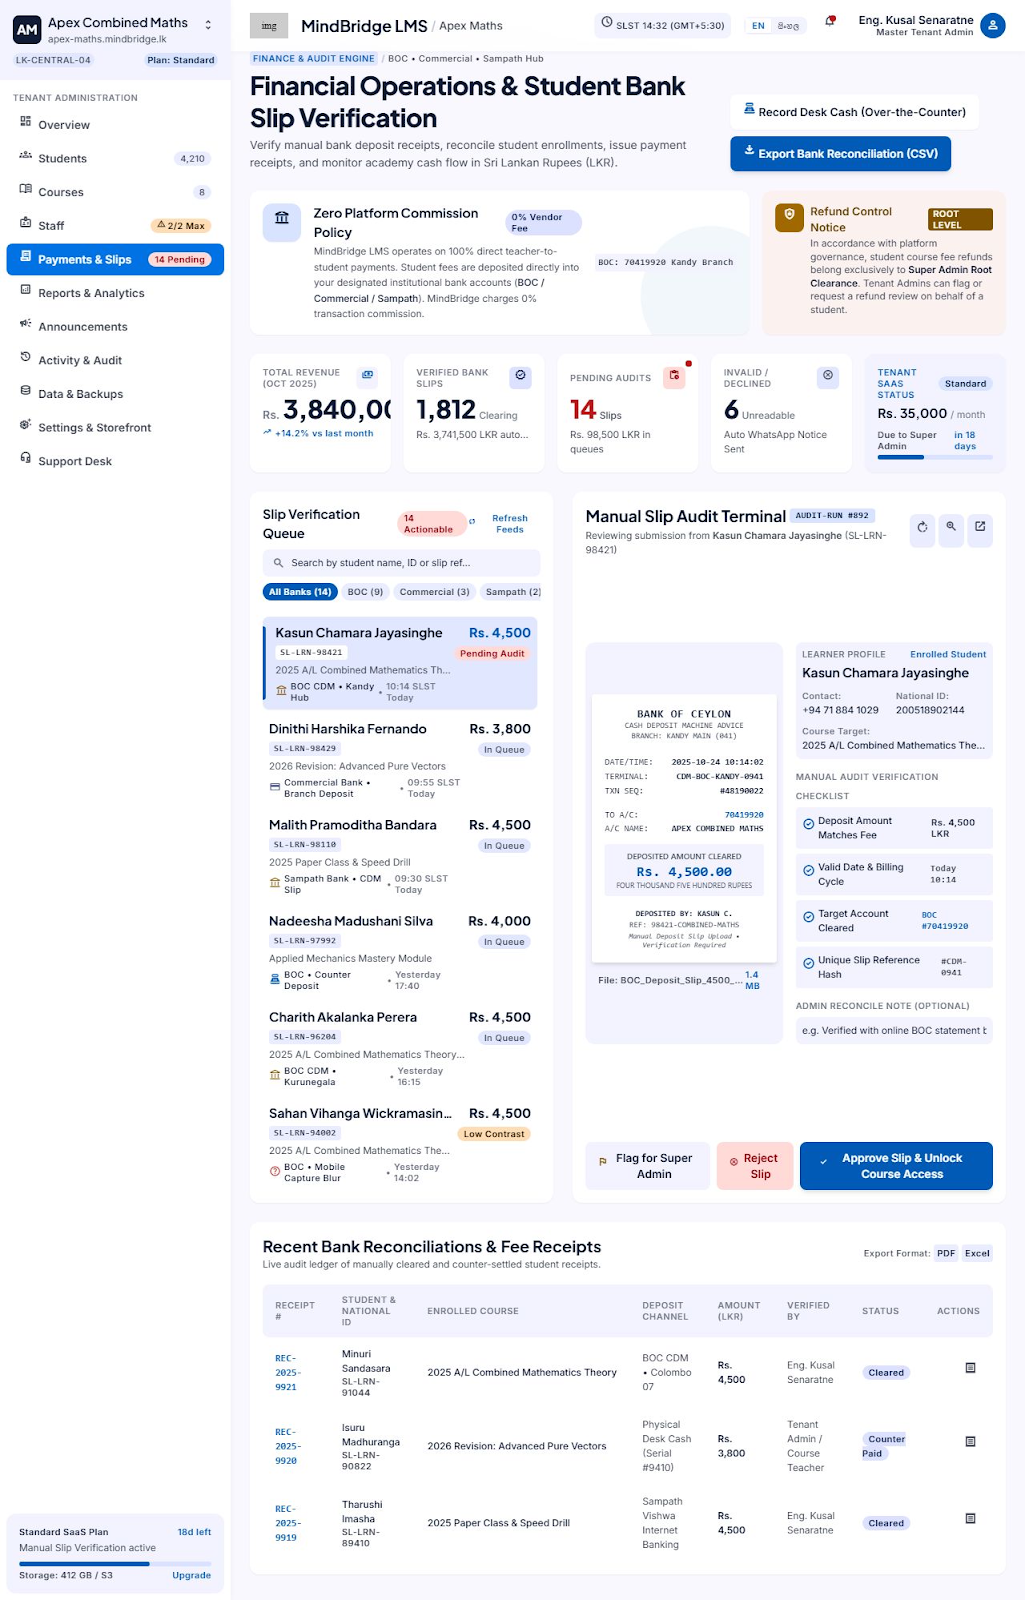 AM
Apex Combined Maths
apex-maths.mindbridge.lk
LK-CENTRAL-04
Plan: Standard
TENANT ADMINISTRATION
Overview
Students 4,210
Courses 8
Staff 2/2 Max
Payments & Slips 14 Pending
Reports & Analytics
Announcements
Activity & Audit
Data & Backups
Settings & Storefront
Support Desk
Standard SaaS Plan 18d left
Manual Slip Verification active
Storage: 412 GB / S3 Upgrade
img
MindBridge LMS / Apex Maths
SLST 14:32 (GMT+5:30)
EN සිංහල
Eng. Kusal Senaratne
Master Tenant Admin
FINANCE & AUDIT ENGINE / BOC • Commercial • Sampath Hub
Financial Operations & Student Bank
Slip Verification
Verify manual bank deposit receipts, reconcile student enrollments, issue payment
receipts, and monitor academy cash flow in Sri Lankan Rupees (LKR).
Record Desk Cash (Over-the-Counter)
Export Bank Reconciliation (CSV)
Zero Platform Commission
Policy
0% Vendor
Fee
MindBridge LMS operates on 100% direct teacher-to-
student payments. Student fees are deposited directly into
your designated institutional bank accounts (BOC /
Commercial / Sampath). MindBridge charges 0%
transaction commission.
BOC: 70419920 Kandy Branch
Refund Control
Notice
ROOT
LEVEL
In accordance with platform
governance, student course fee refunds
belong exclusively to Super Admin Root
Clearance. Tenant Admins can flag or
request a refund review on behalf of a
student.
TOTAL REVENUE
(OCT 2025)
Rs. 3,840,00
+14.2% vs last month
VERIFIED BANK
SLIPS
1,812 Clearing
Rs. 3,741,500 LKR auto...
PENDING AUDITS
14 Slips
Rs. 98,500 LKR in
queues
INVALID /
DECLINED
6 Unreadable
Auto WhatsApp Notice
Sent
TENANT
SAAS
STATUS
Standard
Rs. 35,000 / month
Due to Super
Admin
in 18
days
Slip Verification
Queue
14
Actionable
Refresh
Feeds
Search by student name, ID or slip ref...
All Banks (14) BOC (9) Commercial (3) Sampath (2)
Kasun Chamara Jayasinghe Rs. 4,500
SL-LRN-98421 Pending Audit
2025 A/L Combined Mathematics Th...
BOC CDM • Kandy
Hub
• 10:14 SLST
Today
Dinithi Harshika Fernando Rs. 3,800
SL-LRN-98429 In Queue
2026 Revision: Advanced Pure Vectors
Commercial Bank •
Branch Deposit
• 09:55 SLST
Today
Malith Pramoditha Bandara Rs. 4,500
SL-LRN-98110 In Queue
2025 Paper Class & Speed Drill
Sampath Bank • CDM
Slip
• 09:30 SLST
Today
Nadeesha Madushani Silva Rs. 4,000
SL-LRN-97992 In Queue
Applied Mechanics Mastery Module
BOC • Counter
Deposit
• Yesterday
17:40
Charith Akalanka Perera Rs. 4,500
SL-LRN-96204 In Queue
2025 A/L Combined Mathematics Theory...
BOC CDM •
Kurunegala
• Yesterday
16:15
Sahan Vihanga Wickramasin... Rs. 4,500
SL-LRN-94002 Low Contrast
2025 A/L Combined Mathematics The...
BOC • Mobile
Capture Blur
• Yesterday
14:02
Manual Slip Audit Terminal AUDIT-RUN #892
Reviewing submission from Kasun Chamara Jayasinghe (SL-LRN-
98421)
BANK OF CEYLON
CASH DEPOSIT MACHINE ADVICE
BRANCH: KANDY MAIN (041)
DATE/TIME: 2025-10-24 10:14:02
TERMINAL: CDM-BOC-KANDY-0941
TXN SEQ: #48190022
TO A/C: 70419920
A/C NAME: APEX COMBINED MATHS
DEPOSITED AMOUNT CLEARED
Rs. 4,500.00
FOUR THOUSAND FIVE HUNDRED RUPEES
DEPOSITED BY: KASUN C.
REF: 98421-COMBINED-MATHS
Manual Deposit Slip Upload •
Verification Required
File: BOC_Deposit_Slip_4500_... 1.4
MB
LEARNER PROFILE Enrolled Student
Kasun Chamara Jayasinghe
Contact: National ID:
+94 71 884 1029 200518902144
Course Target:
2025 A/L Combined Mathematics The...
MANUAL AUDIT VERIFICATION
CHECKLIST
Deposit Amount
Matches Fee
Rs. 4,500
LKR
Valid Date & Billing
Cycle
Today
10:14
Target Account
Cleared
BOC
#70419920
Unique Slip Reference
Hash
#CDM-
0941
ADMIN RECONCILE NOTE (OPTIONAL)
e.g. Verified with online BOC statement b
Flag for Super
Admin
Reject
Slip
Approve Slip & Unlock
Course Access
Recent Bank Reconciliations & Fee Receipts
Live audit ledger of manually cleared and counter-settled student receipts.
Export Format: PDF Excel
RECEIPT
#
STUDENT &
NATIONAL
ID
ENROLLED COURSE
DEPOSIT
CHANNEL
AMOUNT
(LKR)
VERIFIED
BY
STATUS
ACTIONS
REC-
2025-
9921
Minuri
Sandasara
SL-LRN-
91044
2025 A/L Combined Mathematics Theory
BOC CDM
• Colombo
07
Rs.
4,500
Eng. Kusal
Senaratne
Cleared
REC-
2025-
9920
Isuru
Madhuranga
SL-LRN-
90822
2026 Revision: Advanced Pure Vectors
Physical
Desk Cash
(Serial
#9410)
Rs.
3,800
Tenant
Admin /
Course
Teacher
Counter
Paid
REC-
2025-
9919
Tharushi
Imasha
SL-LRN-
89410
2025 Paper Class & Speed Drill
Sampath
Vishwa
Internet
Banking
Rs.
4,500
Eng. Kusal
Senaratne
Cleared